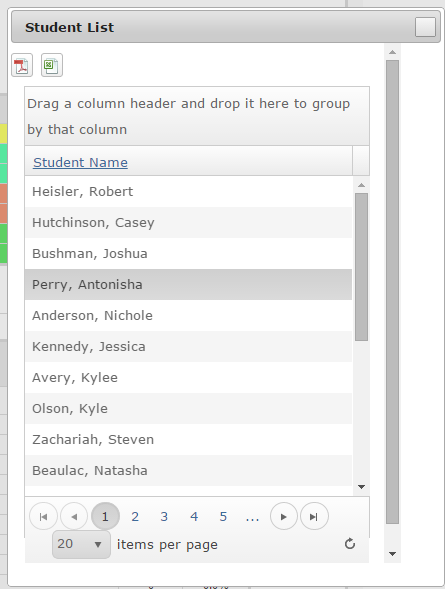 Student List
Drag a column header and drop it here to group
by that column
Student Name
Heisler, Robert
Hutchinson, Casey
Bushman, Joshua
Perry, Antonisha
Anderson, Nichole
Kennedy, Jessica
Avery, Kylee
Olson, Kyle
Zachariah, Steven
Beaulac, Natasha
1 2 3 4 5 ...
20 items per page